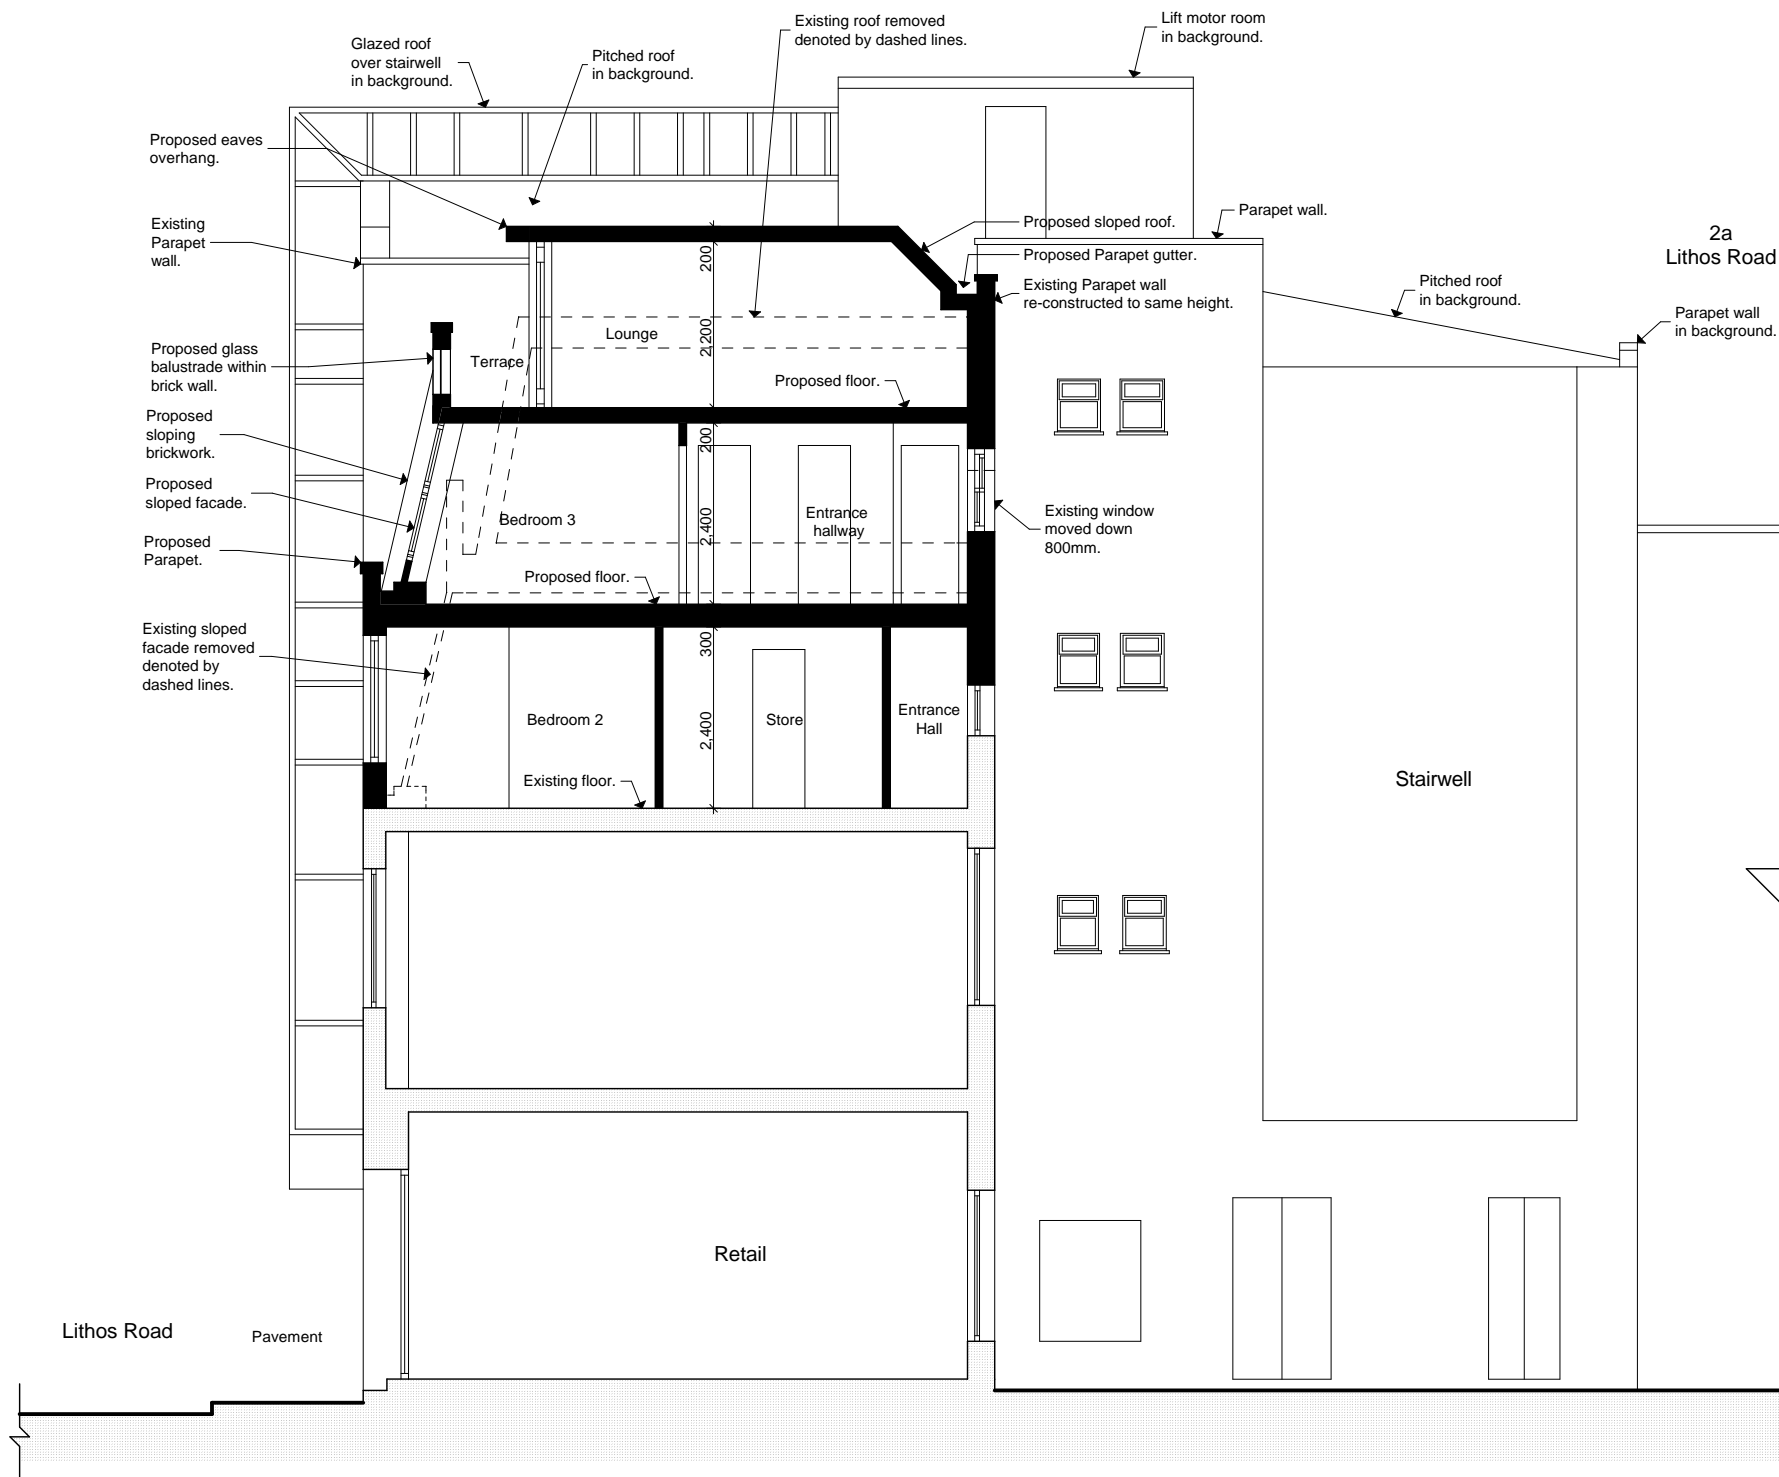 Existing roof removed
denoted by dashed lines.
Lift motor room
in background.
Glazed roof
over stairwell
in background.
Pitched roof
in background.
Proposed eaves
overhang.
Existing
Parapet
wall.
Proposed sloped roof.
Parapet wall.
Proposed Parapet gutter.
Existing Parapet wall
re-constructed to same height.
2a
Lithos Road
Pitched roof
in background.
Parapet wall
in background.
200
Lounge
2,200
Terrace
Proposed glass
balustrade within
brick wall.
Proposed floor.
Proposed
sloping
brickwork.
200
Proposed
sloped facade.
Bedroom 3
2,400
Entrance
hallway
Existing window
moved down
800mm.
Proposed
Parapet.
Proposed floor.
Existing sloped
facade removed
denoted by
dashed lines.
300
Bedroom 2
2,400
Store
Entrance
Hall
Existing floor.
Stairwell
Retail
Lithos Road
Pavement